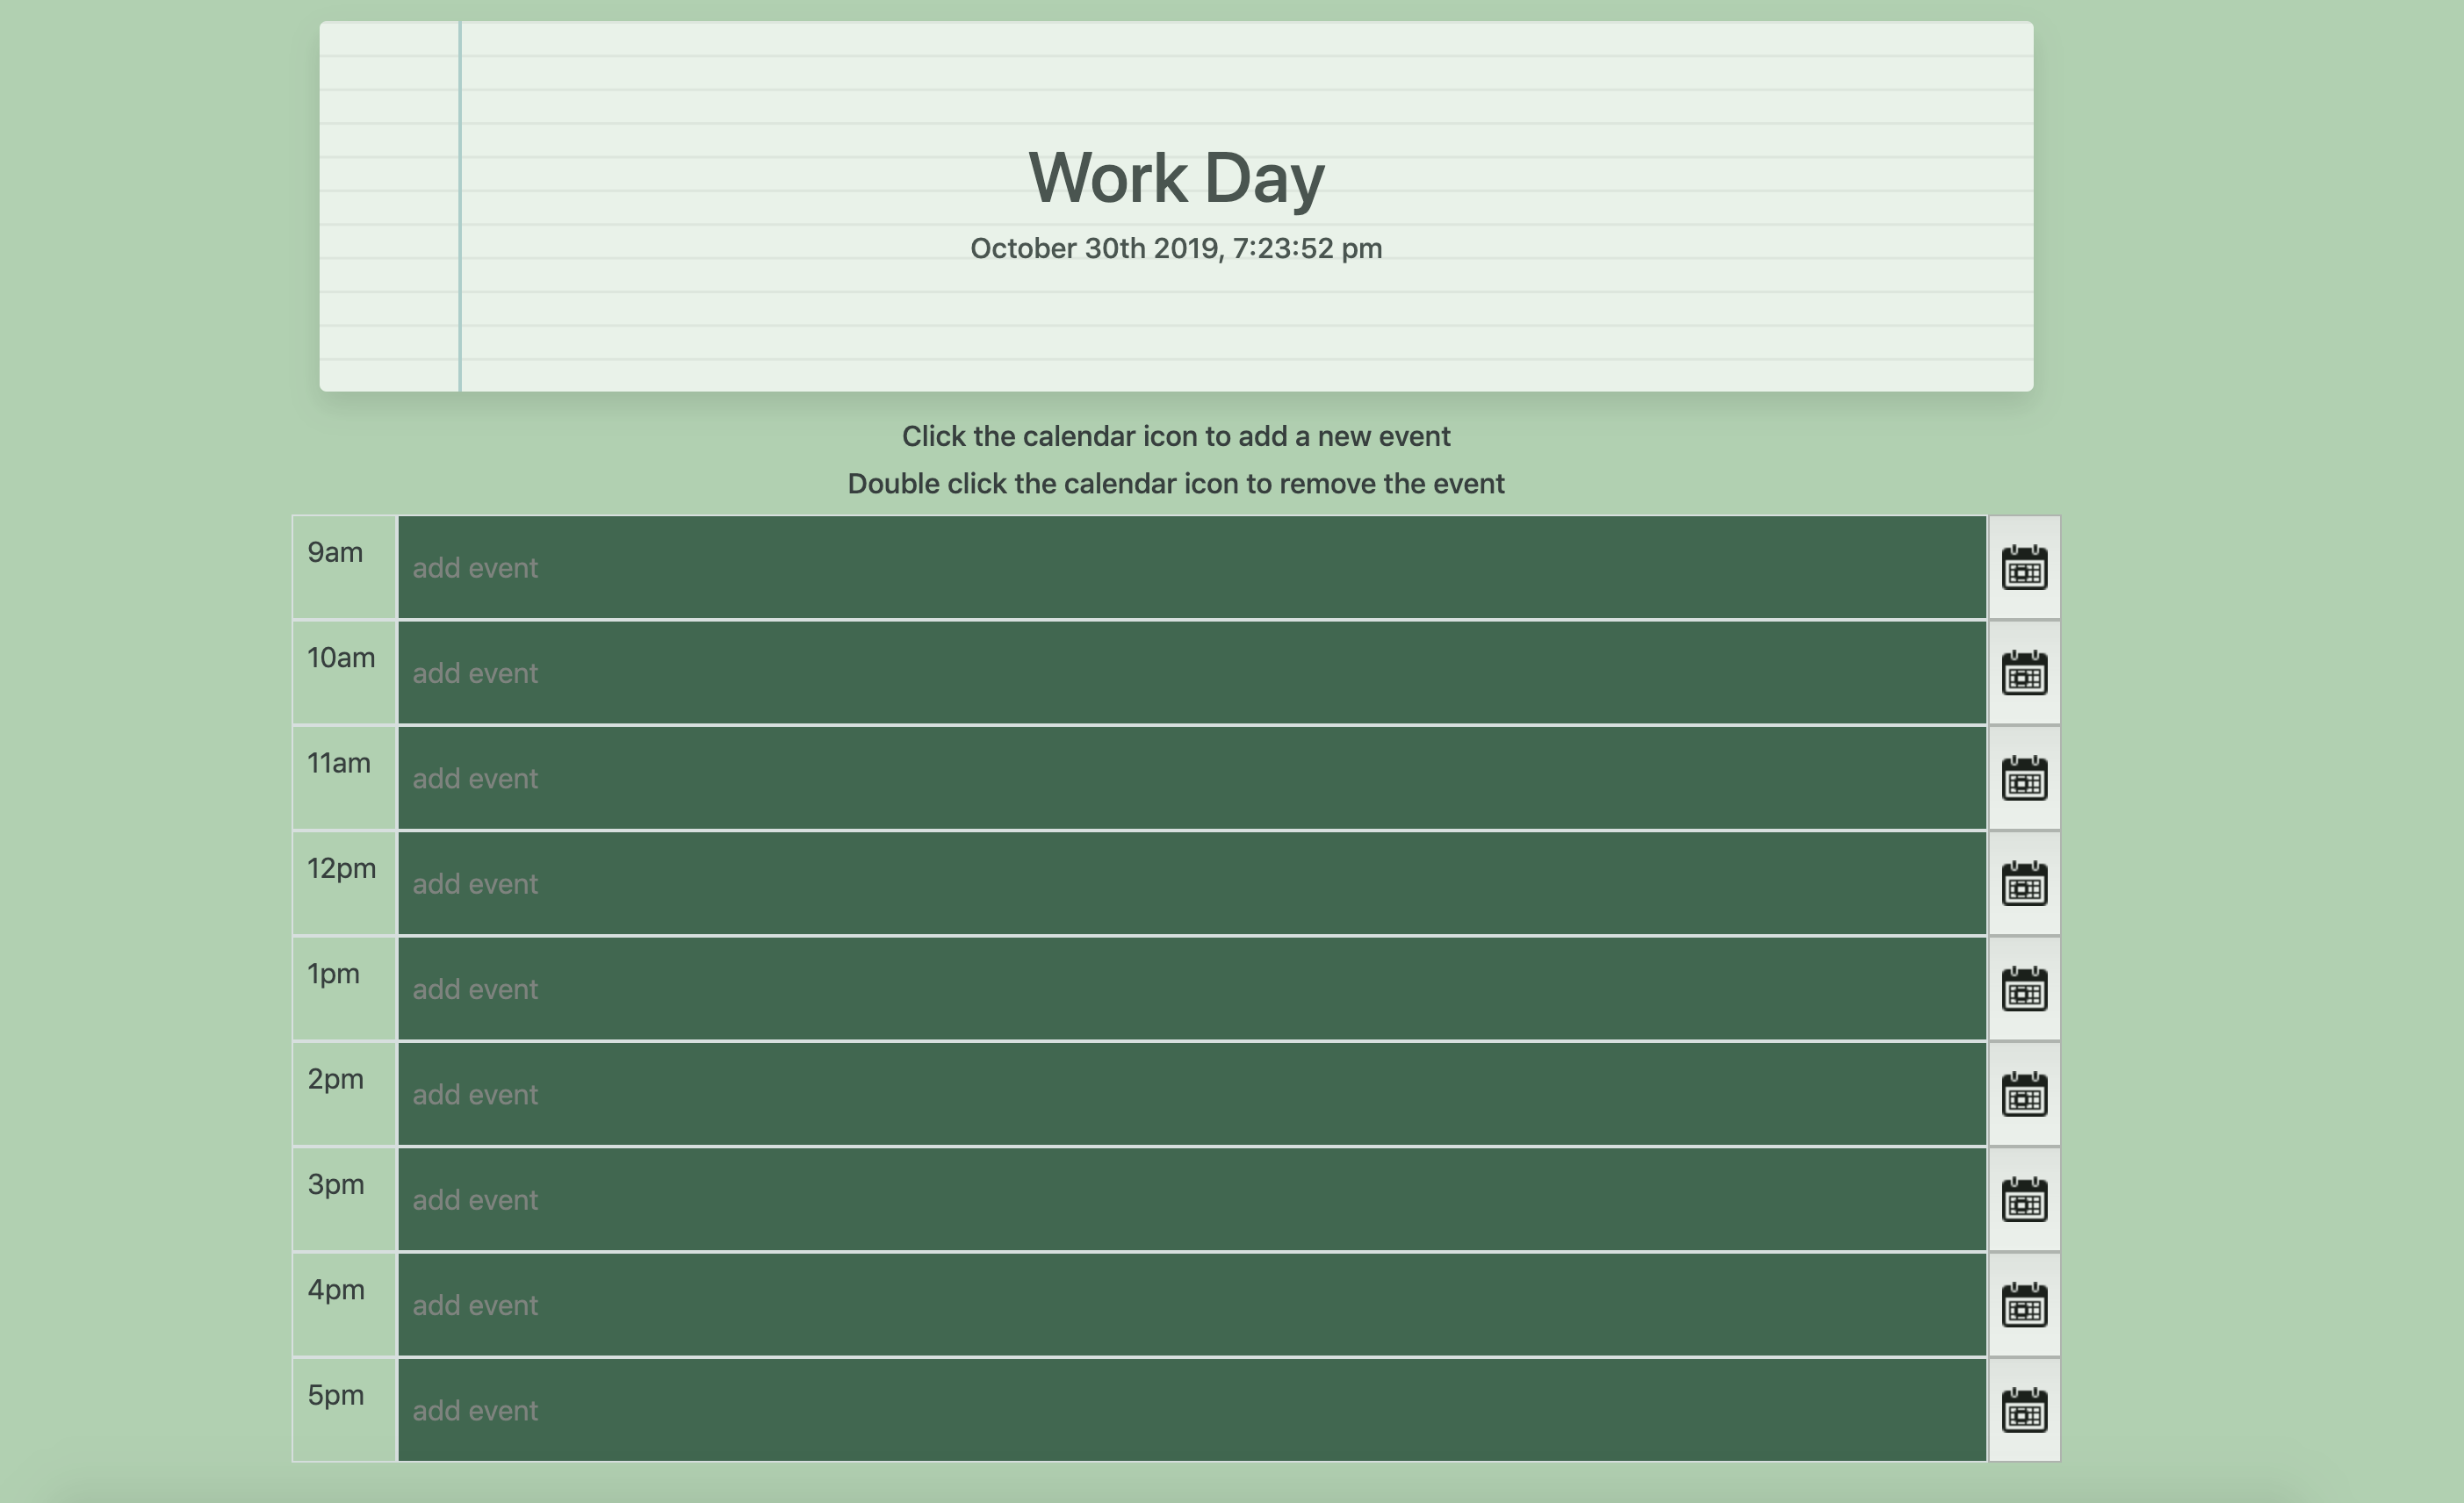 Work Day
October 30th 2019, 7:23:52 pm
Click the calendar icon to add a new event
Double click the calendar icon to remove the event
9am add event
10am add event
11am add event
12pm add event
1pm add event
2pm add event
3pm add event
4pm add event
5pm add event